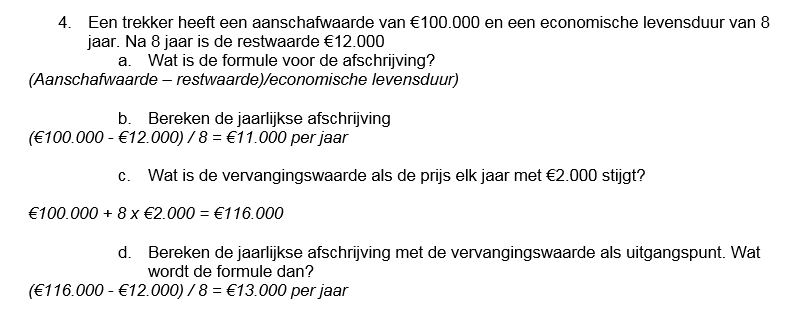 4. Een trekker heeft een aanschafwaarde van €100.000 en een economische levensduur van 8
jaar. Na 8 jaar is de restwaarde €12.000
a. Wat is de formule voor de afschrijving?
(Aanschafwaarde – restwaarde)/economische levensduur)
b. Bereken de jaarlijkse afschrijving
(€100.000 - €12.000) / 8 = €11.000 per jaar
c. Wat is de vervangingswaarde als de prijs elk jaar met €2.000 stijgt?
€100.000 + 8 x €2.000 = €116.000
d. Bereken de jaarlijkse afschrijving met de vervangingswaarde als uitgangspunt. Wat
wordt de formule dan?
(€116.000 - €12.000) / 8 = €13.000 per jaar